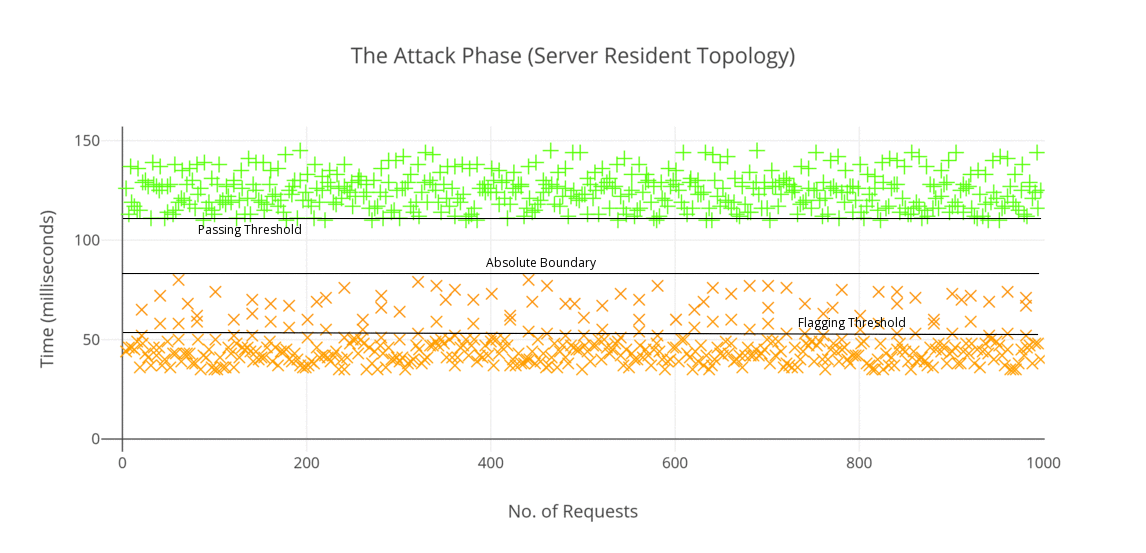 The Attack Phase (Server Resident Topology)
150
Passing Threshold
100
Absolute Boundary
Flagging Threshold
50
0
0 200 400 600 800 1000
Time (milliseconds)
No. of Requests